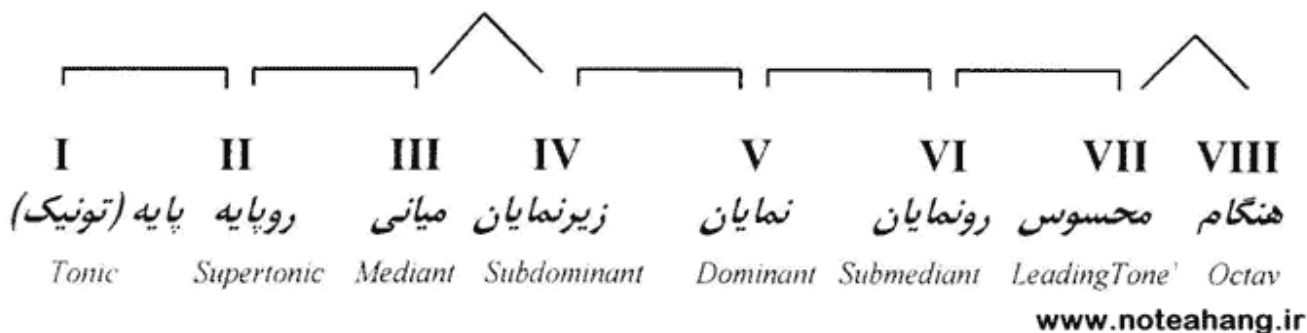 I II III IV V VI VII VIII
پایه (تونیک) روپایه میانی زیرنمایان نمایان رونمایان محسوس هنگام
Tonic Supertonic Mediant Subdominant Dominant Submediant LeadingTone' Octav
www.noteahang.ir